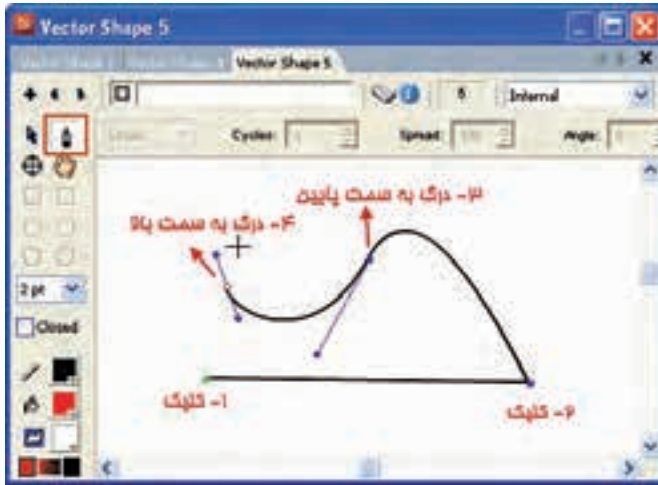 Vector Shape 5
Vector Shape 5
6
Internal
Cycles:
Spread:
Angle:
۳- درگ به سمت پایین
۴- درگ به سمت بالا
2 pt
Closed
۱- کلیک
۲- کلیک